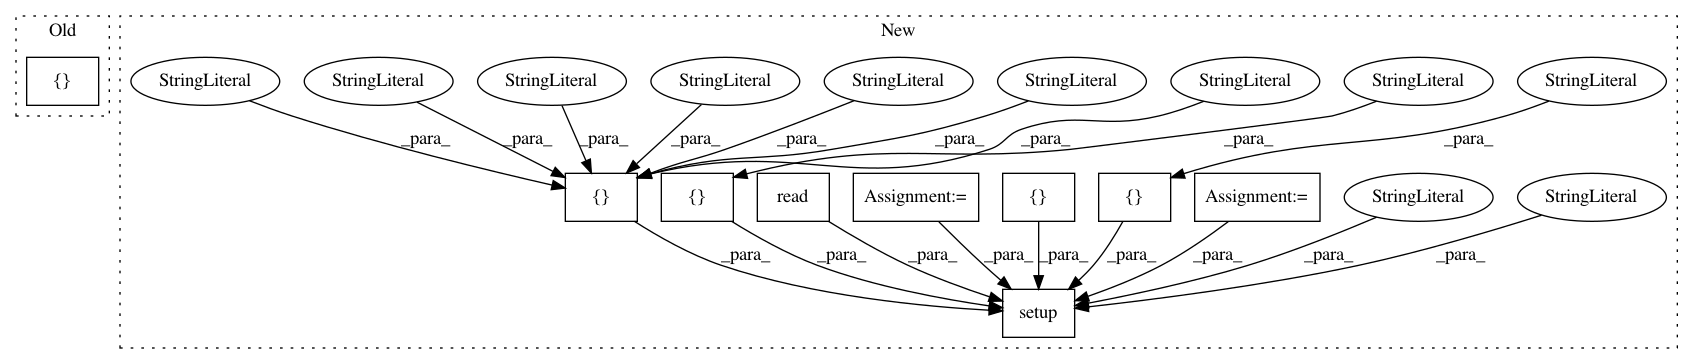 Old
New
{}
StringLiteral
StringLiteral
StringLiteral
StringLiteral
StringLiteral
StringLiteral
StringLiteral
StringLiteral
StringLiteral
_para_
_para_
_para_
_para_
_para_
_para_
_para_
_para_
_para_
{}
{}
read
Assignment:=
{}
{}
Assignment:=
StringLiteral
StringLiteral
_para_
_para_
_para_
_para_
_para_
_para_
_para_
_para_
_para_
setup